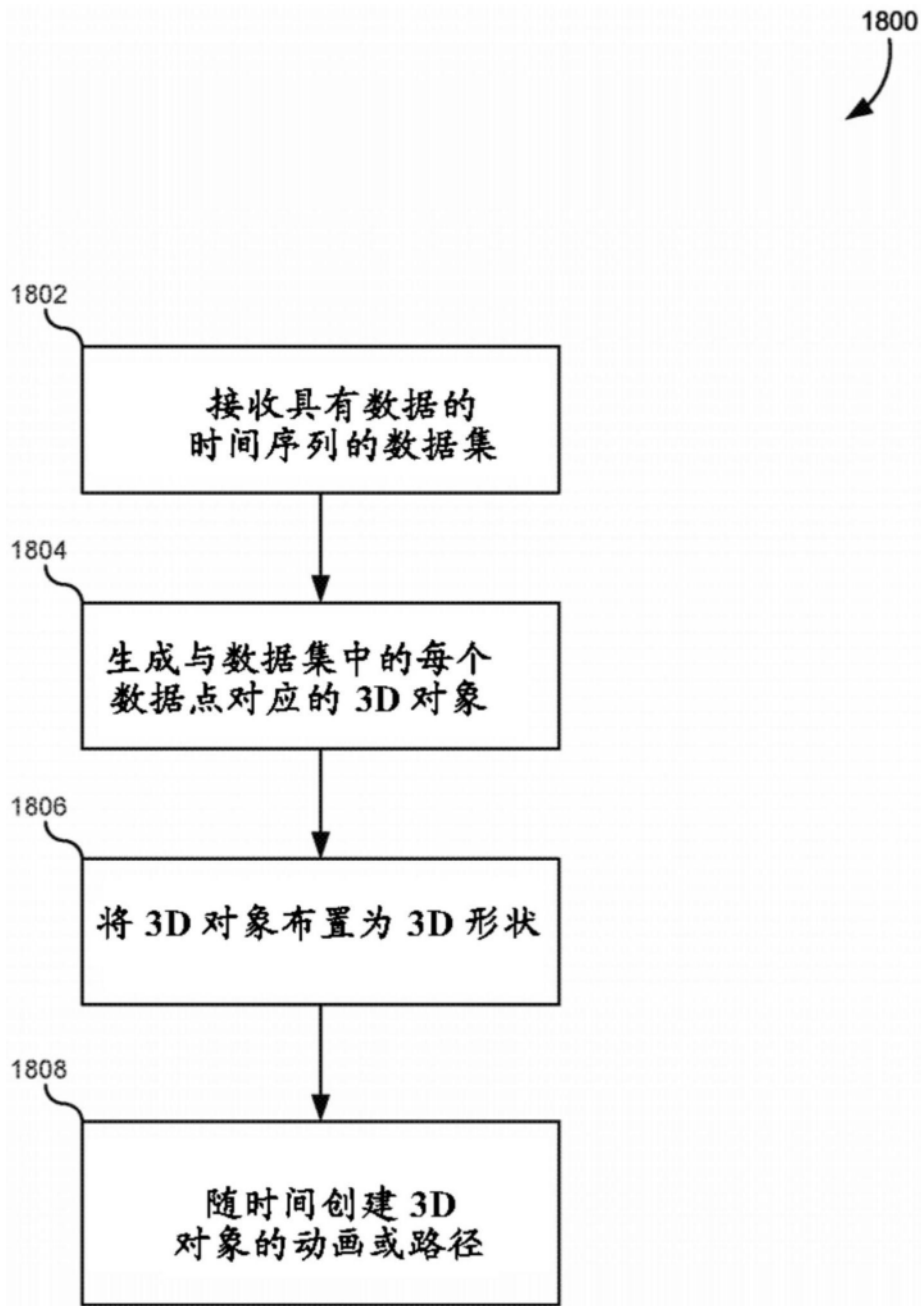 1800
1802
接收具有数据的
时间序列的数据集
1804
生成与数据集中的每个
数据点对应的 3D 对象
1806
将 3D 对象布置为 3D 形状
1808
随时间创建 3D
对象的动画或路径